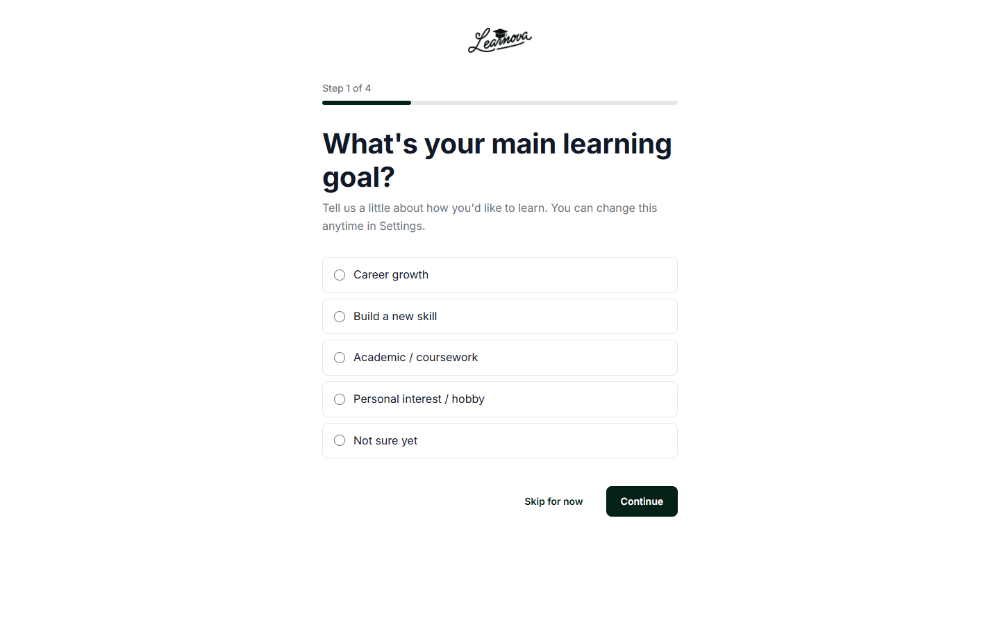 Learnova
Step 1 of 4
What's your main learning
goal?
Tell us a little about how you'd like to learn. You can change this
anytime in Settings.
Career growth
Build a new skill
Academic / coursework
Personal interest / hobby
Not sure yet
Skip for now
Continue